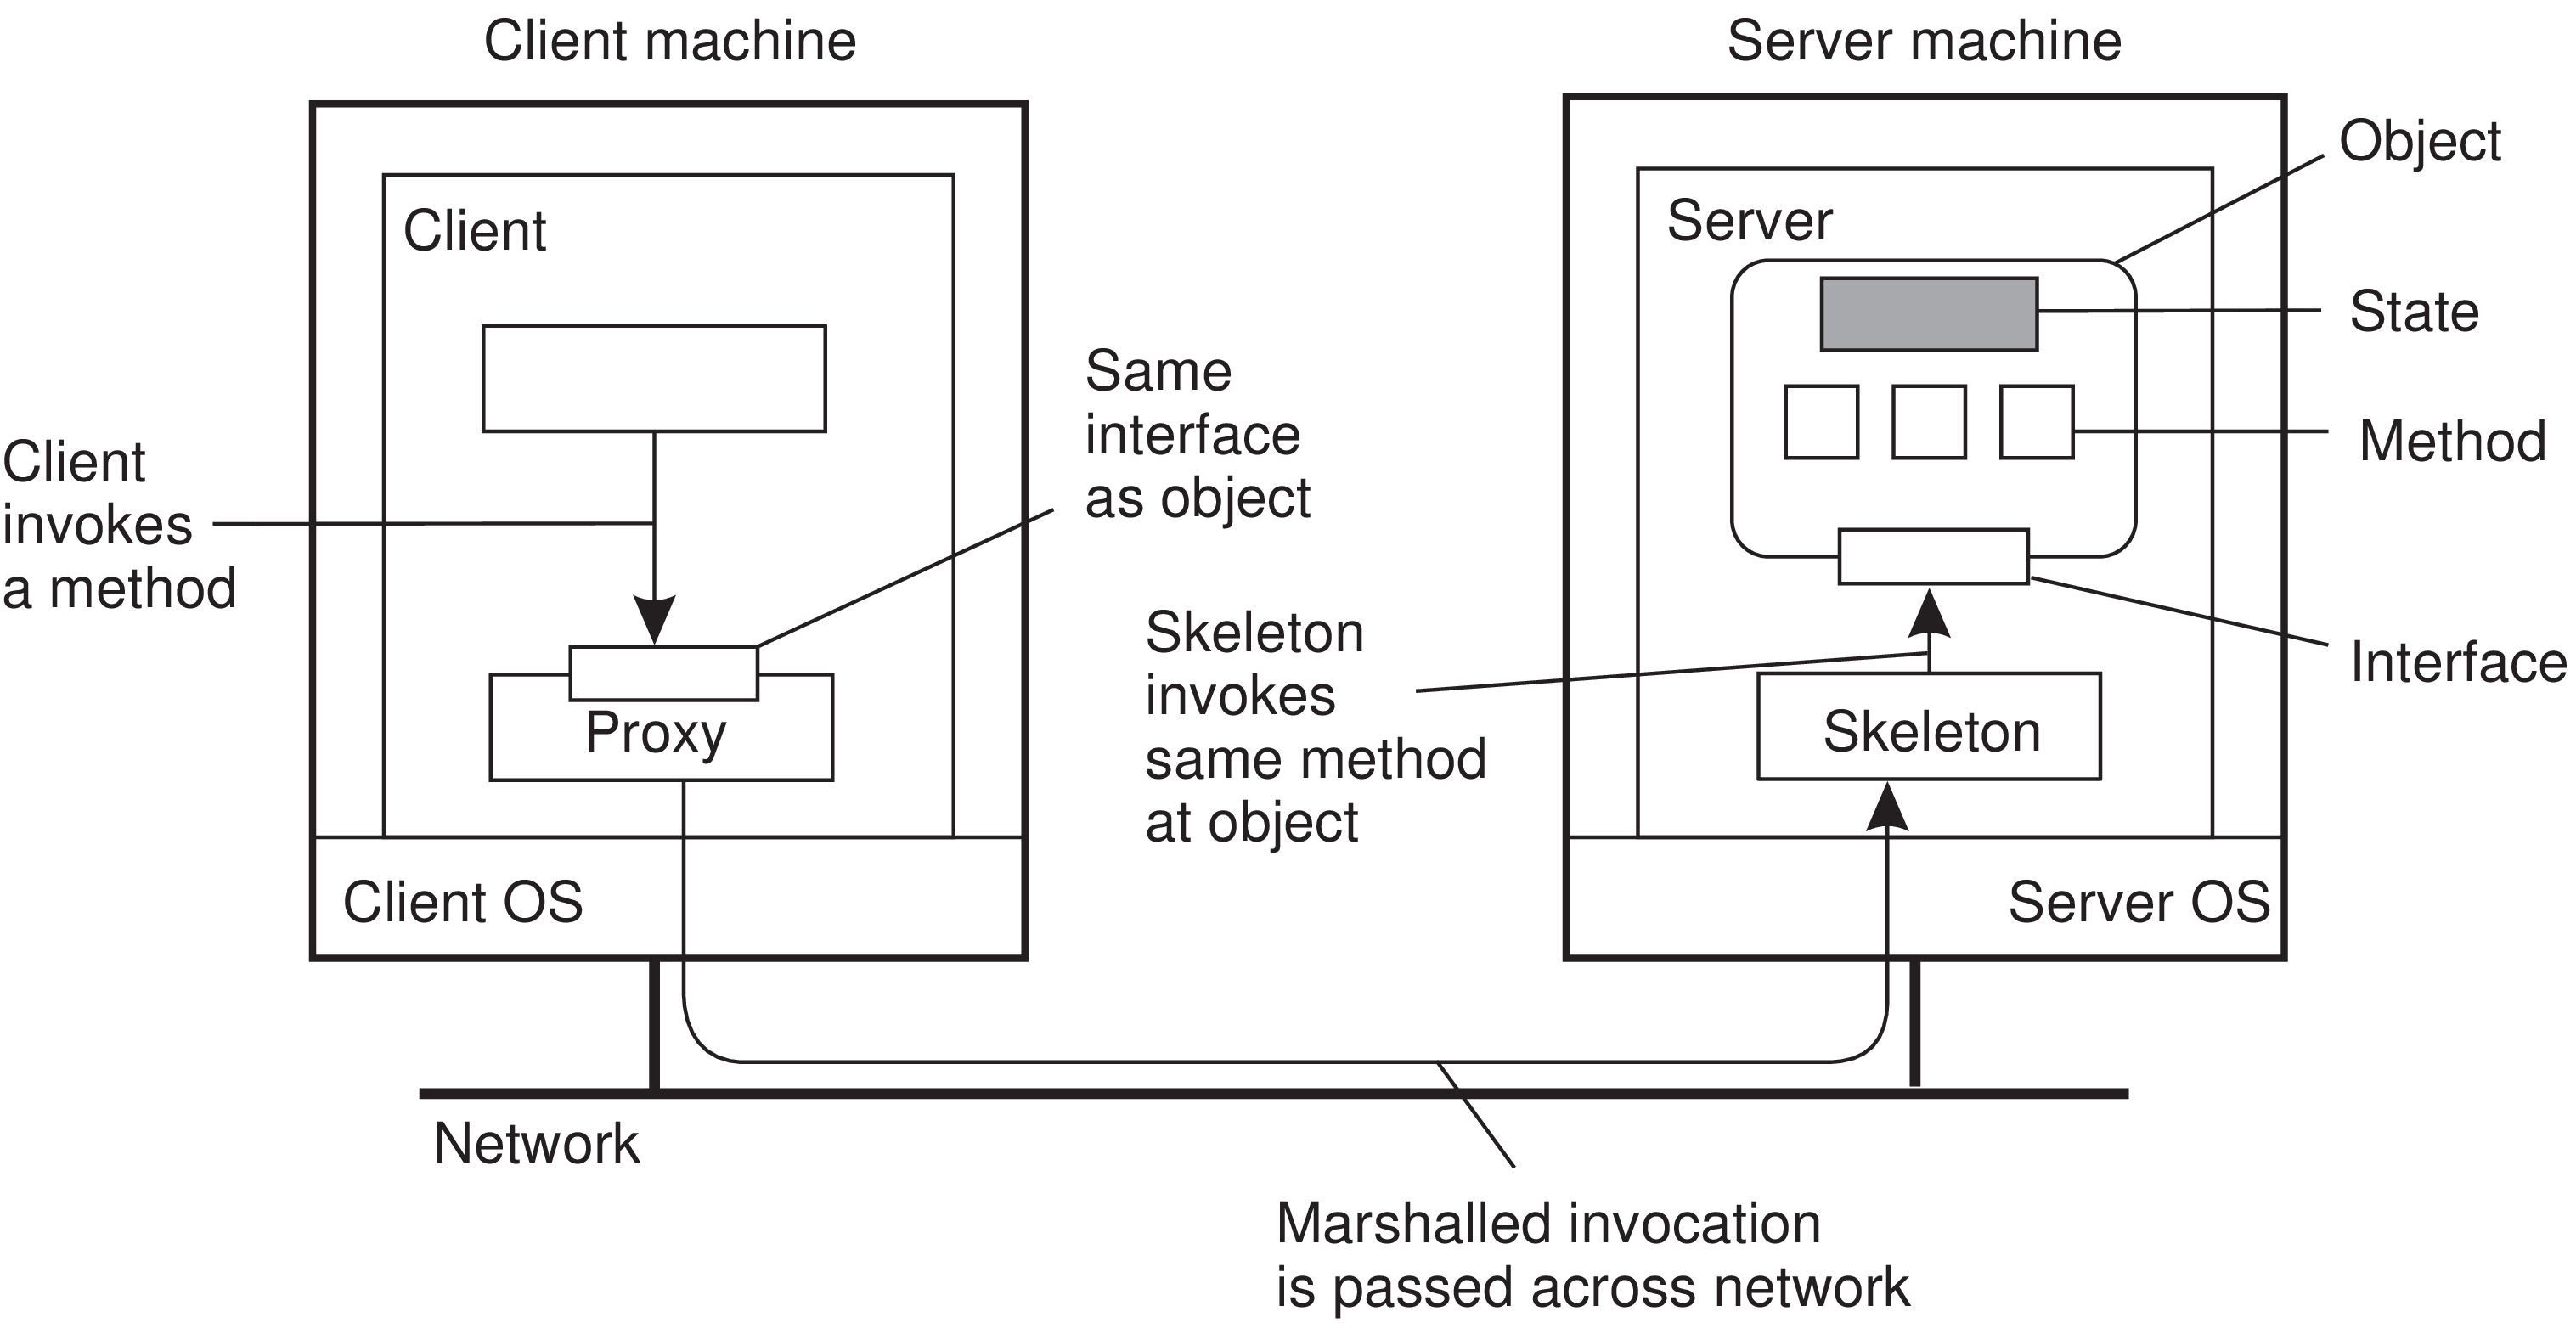 Client machine
Server machine
Object
Client
Server
State
Same
interface
as object
Method
Client
invokes
a method
Skeleton
invokes
same method
at object
Interface
Proxy
Skeleton
Client OS
Server OS
Network
Marshalled invocation
is passed across network